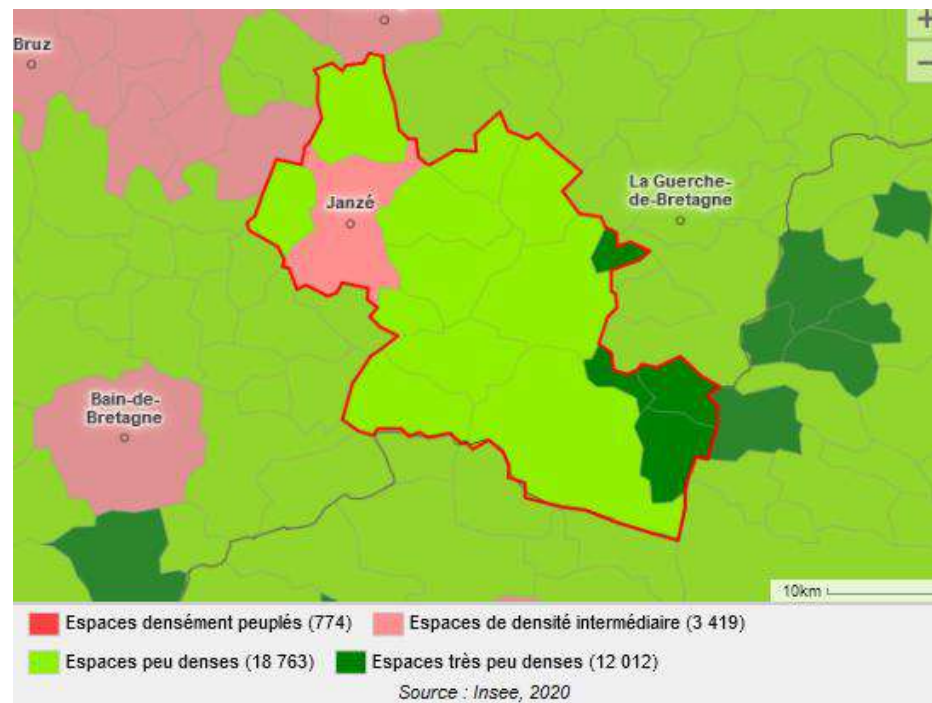 Bruz
+
−
La Guerche-
de-Bretagne
Janzé
Bain-de-
Bretagne
10km
Espaces densément peuplés (774) Espaces de densité intermédiaire (3 419)
Espaces peu denses (18 763) Espaces très peu denses (12 012)
Source : Insee, 2020